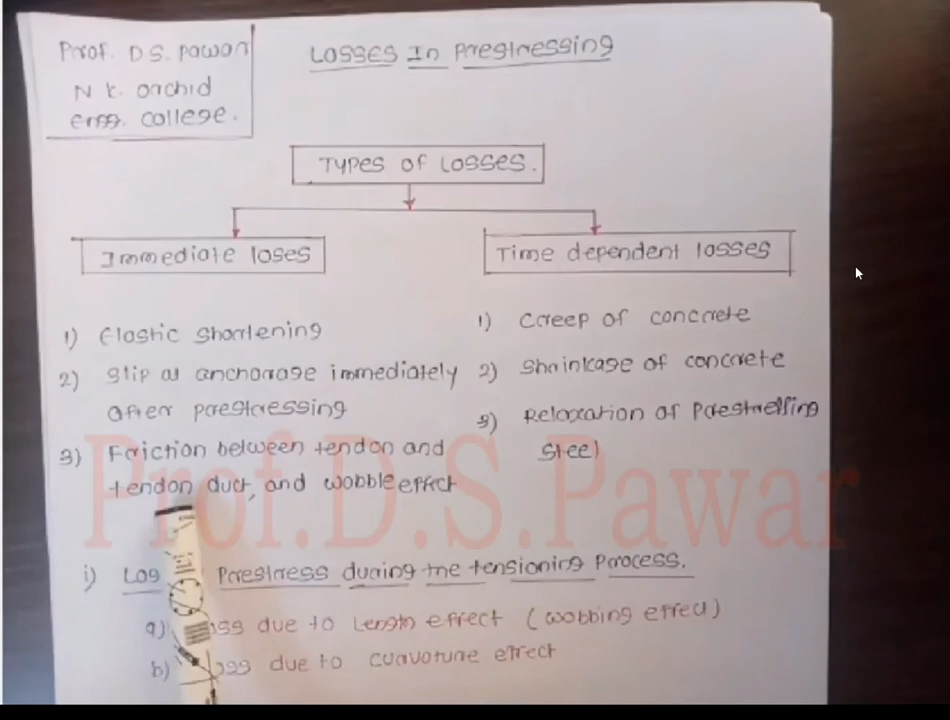 Prof. D.S. Pawar
N K. orchid
engg. college.
Losses In Prestressing
Types of Losses.
Immediate loses
Time dependent losses
1) Elastic shortening
2) Slip at anchorage immediately
after prestressing
3) Friction between tendon and
tendon duct, and wobble effect
1) Creep of concrete
2) Shrinkage of concrete
3) Relaxation of Prestressing
Steel
Prof.D.S.Pawar
i) Los Prestress during the tensioning Process.
a) oss due to Length effect (wobbing effect)
b) loss due to curvature effect